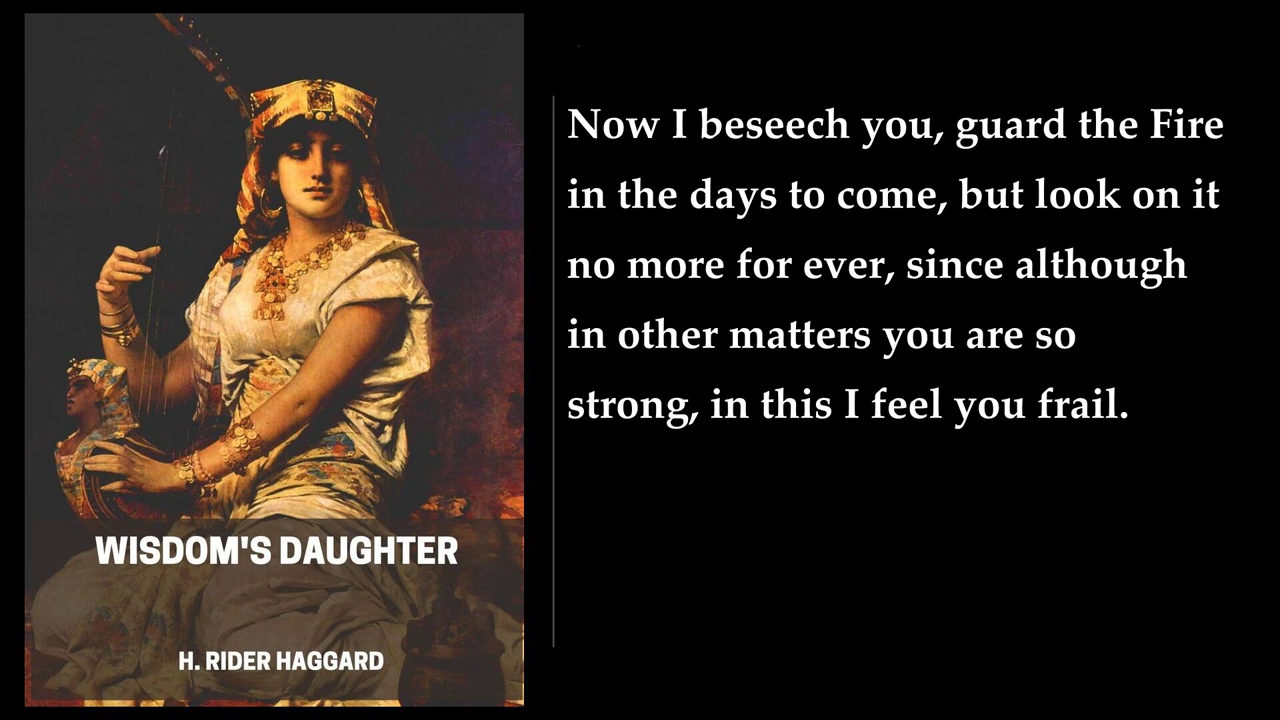 WISDOM'S DAUGHTER
H. RIDER HAGGARD
Now I beseech you, guard the Fire
in the days to come, but look on it
no more for ever, since although
in other matters you are so
strong, in this I feel you frail.